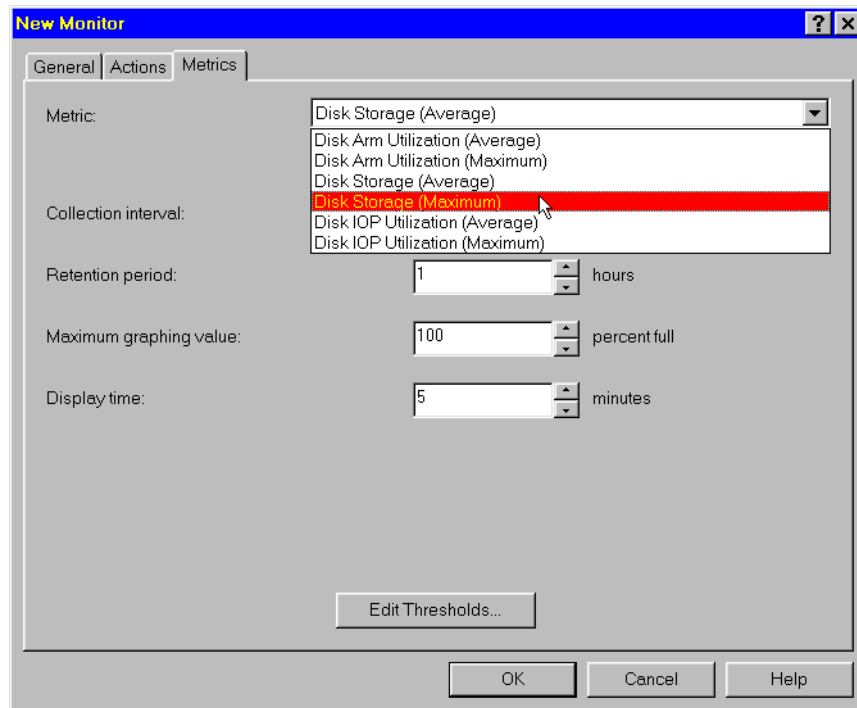 New Monitor
General Actions Metrics
Metric: Disk Storage (Average)
Disk Arm Utilization (Average)
Disk Arm Utilization (Maximum)
Disk Storage (Average)
Disk Storage (Maximum)
Collection interval:
Disk IOP Utilization (Average)
Disk IOP Utilization (Maximum)
Retention period: 1 hours
Maximum graphing value: 100 percent full
Display time: 5 minutes
Edit Thresholds...
OK Cancel Help